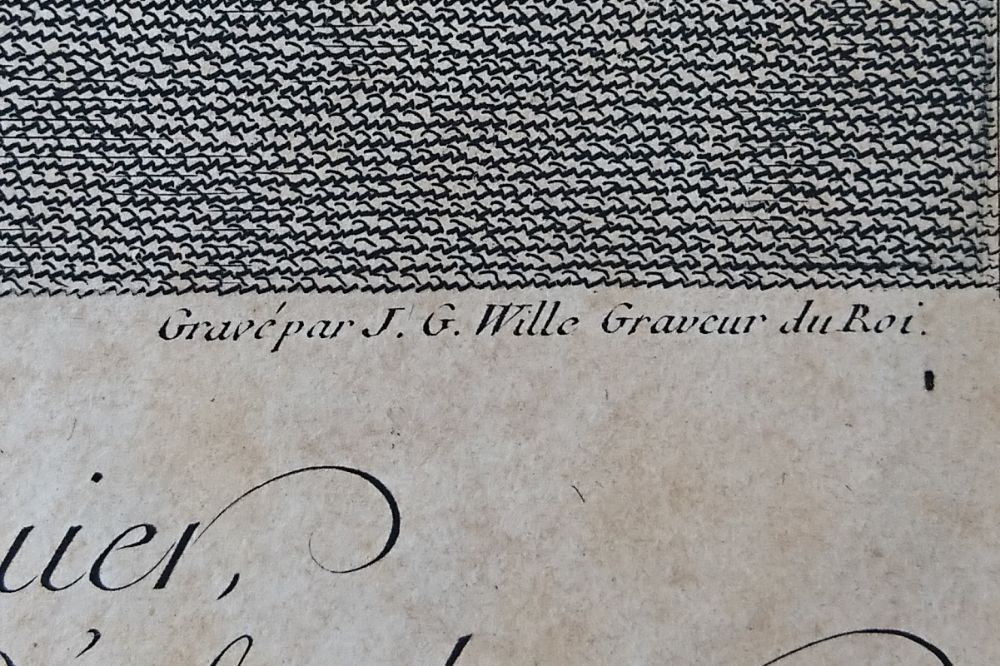 Gravé par J. G. Wille Graveur du Roi.
uier,